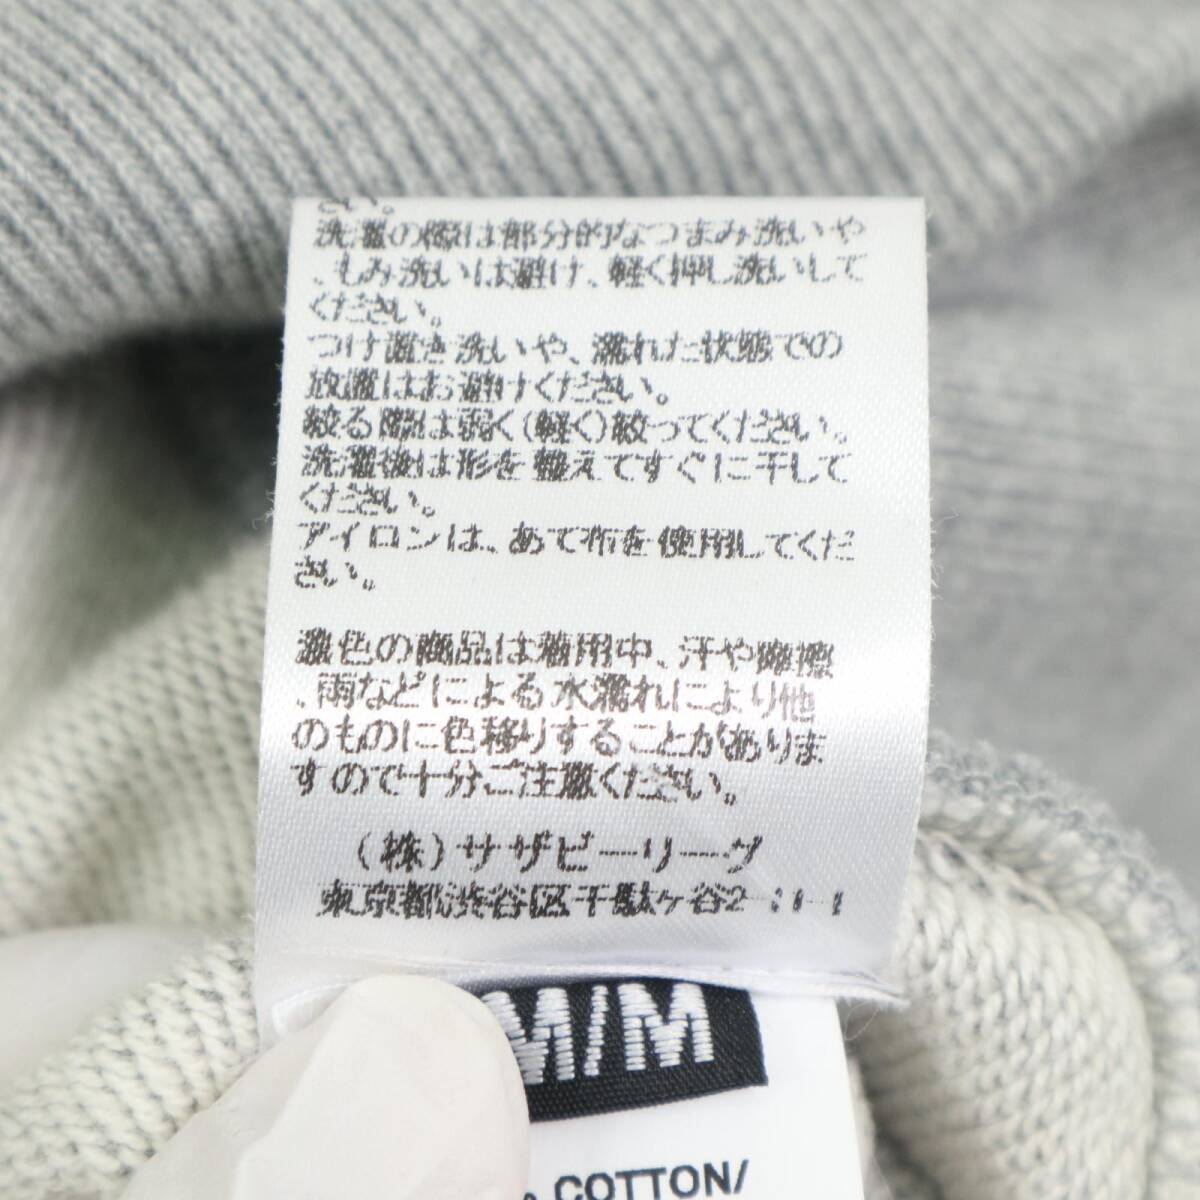 さい。
洗濯の際は部分的なつまみ洗いや
、もみ洗いは避け、軽く押し洗いして
ください。
つけ置き洗いや、濡れた状態での
放置はお避けください。
絞る際は弱く(軽く)絞ってください。
洗濯後は形を整えてすぐに干して
ください。
アイロンは、あて布を使用してくだ
さい。
濃色の商品は着用中、汗や摩擦
、雨などによる水濡れにより他
のものに色移りすることがありま
すので十分ご注意ください。
(株)サザビーリーグ
東京都渋谷区千駄ヶ谷2-11-1
M/M
% COTTON/